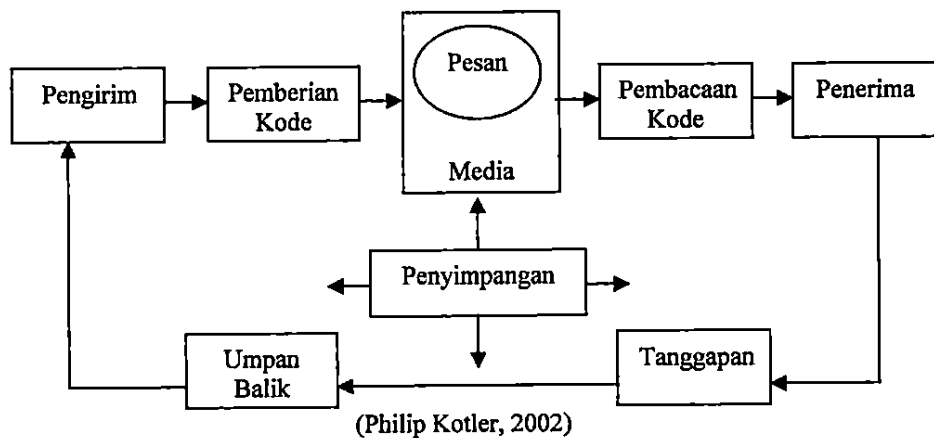 Pengirim
Pemberian
Kode
Pesan
Media
Pembacaan
Kode
Penerima
Penyimpangan
Umpan
Balik
Tanggapan
(Philip Kotler, 2002)